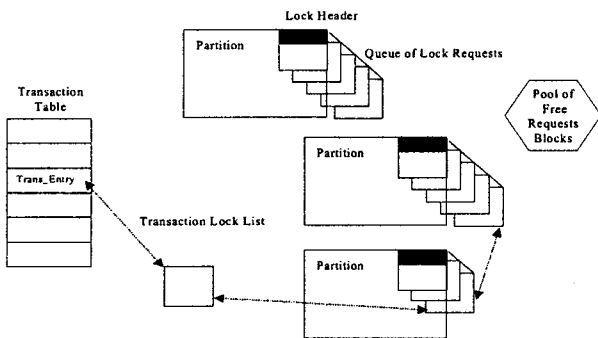 Lock Header
Partition
Queue of Lock Requests
Transaction
Table
Pool of
Free
Requests
Blocks
Partition
Trans_Entry
Transaction Lock List
Partition